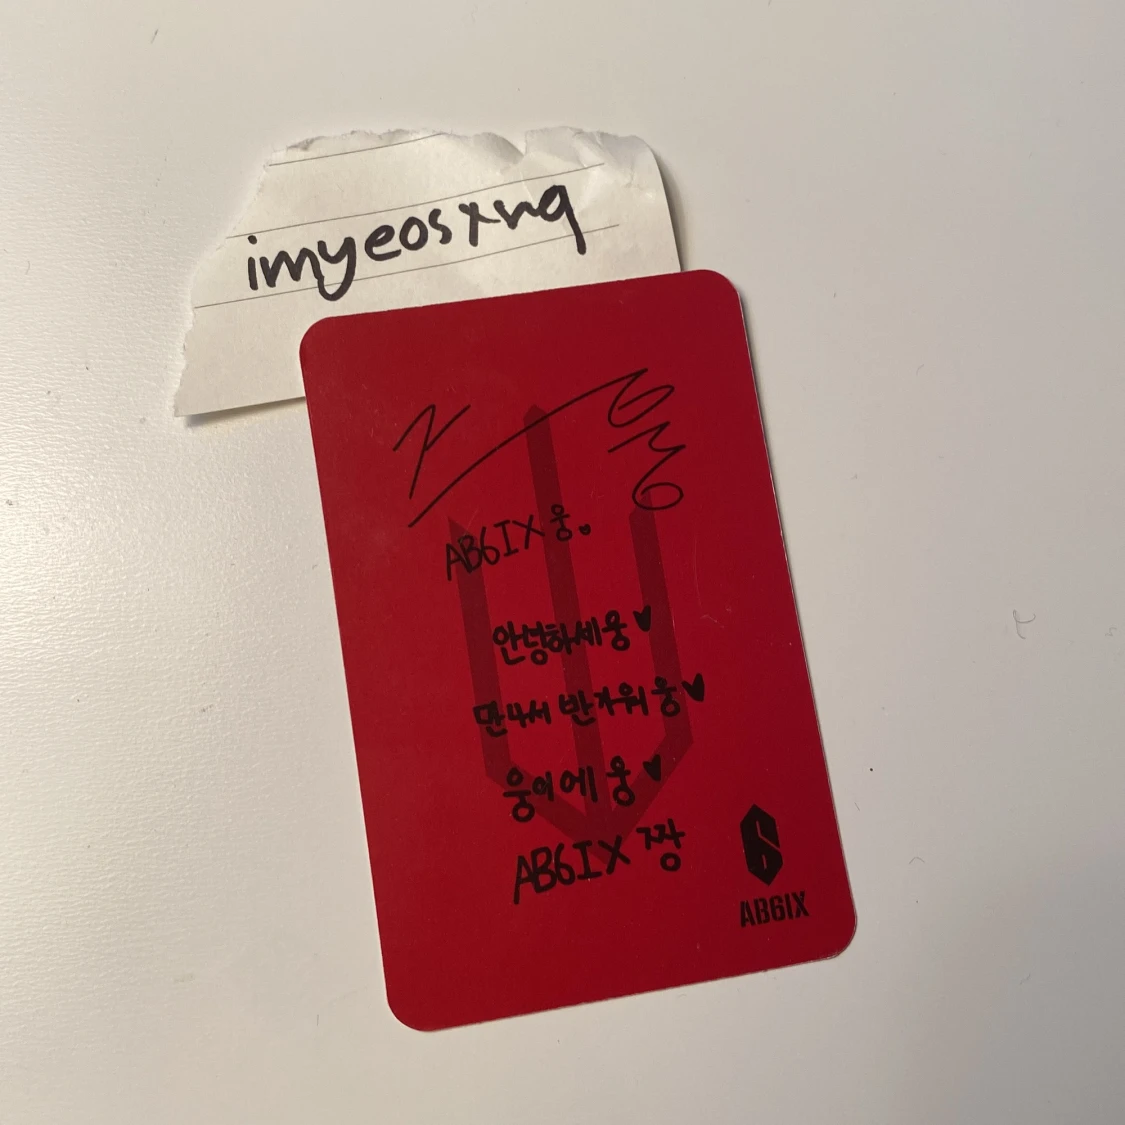 imyeosxng
AB6IX 웅
안녕하세웅♥
만나서 반가워웅♥
웅이에웅♥
AB6IX 짱
6
AB6IX